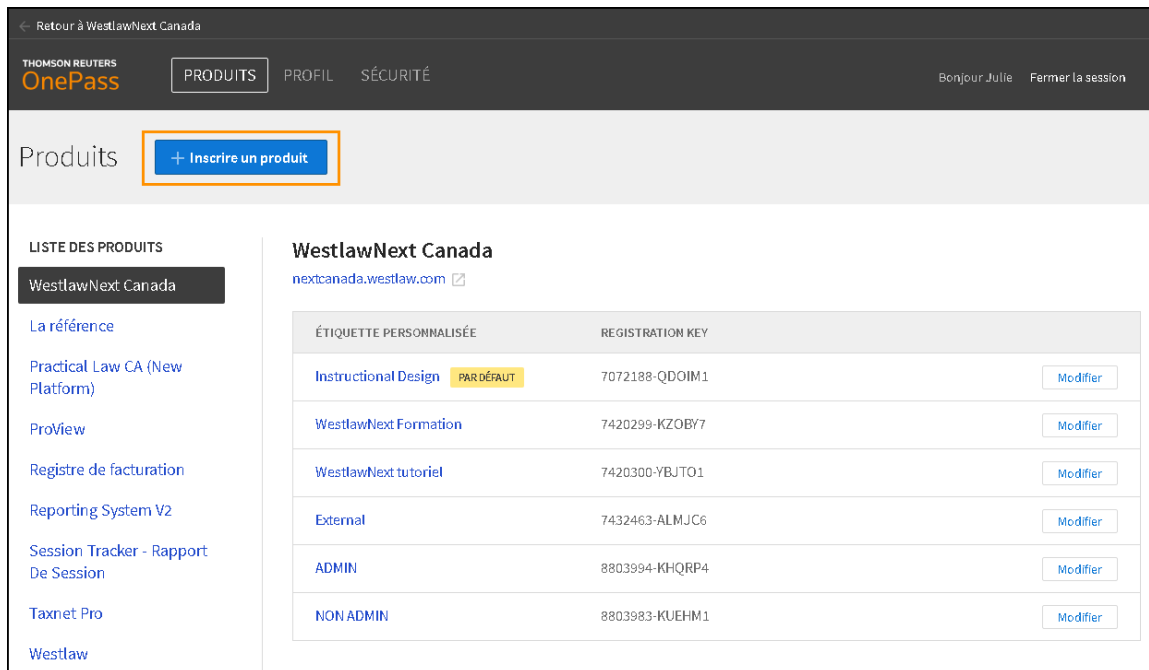 ← Retour à WestlawNext Canada
THOMSON REUTERS
OnePass
PRODUITS PROFIL SÉCURITÉ
Bonjour Julie Fermer la session
Produits
+ Inscrire un produit
LISTE DES PRODUITS
WestlawNext Canada
La référence
Practical Law CA (New
Platform)
ProView
Registre de facturation
Reporting System V2
Session Tracker - Rapport
De Session
Taxnet Pro
Westlaw
WestlawNext Canada
nextcanada.westlaw.com
ÉTIQUETTE PERSONNALISÉE REGISTRATION KEY
Instructional Design PAR DÉFAUT 7072188-QDOIM1 Modifier
WestlawNext Formation 7420299-KZOBY7 Modifier
WestlawNext tutoriel 7420300-YBJTO1 Modifier
External 7432463-ALMJC6 Modifier
ADMIN 8803994-KHQRP4 Modifier
NON ADMIN 8803983-KUEHM1 Modifier